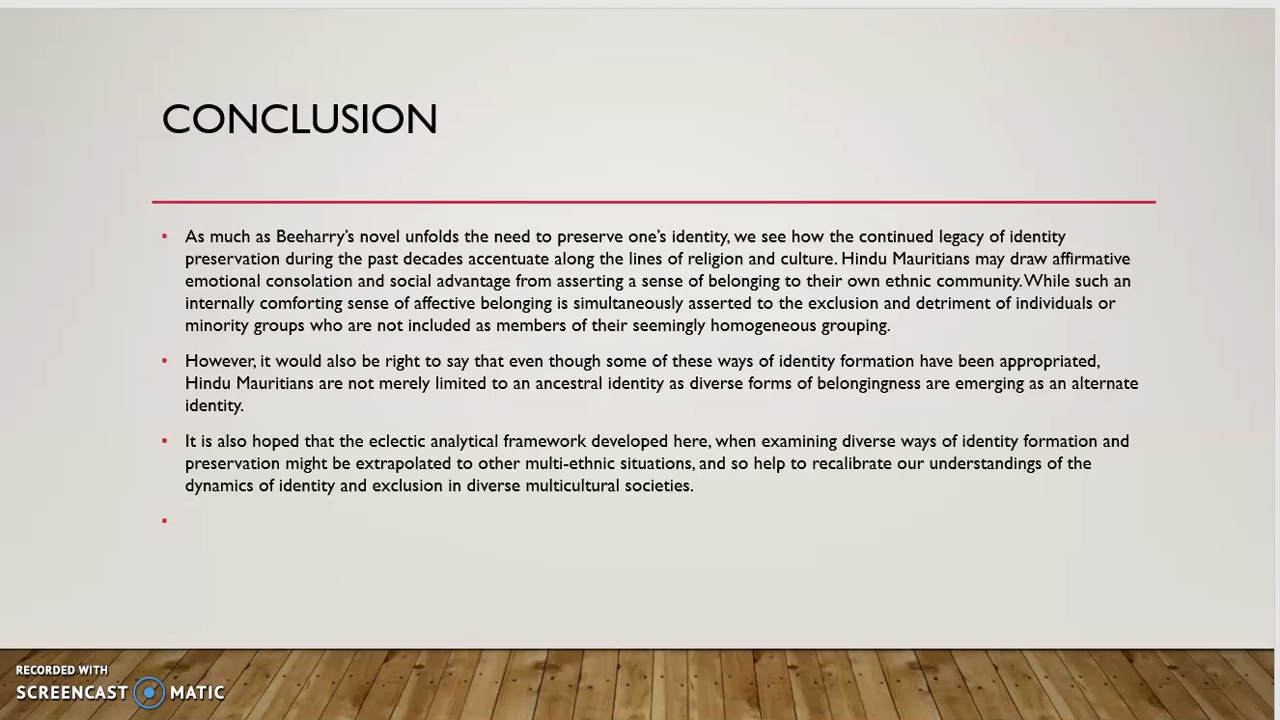 CONCLUSION
• As much as Beeharry's novel unfolds the need to preserve one's identity, we see how the continued legacy of identity
preservation during the past decades accentuate along the lines of religion and culture. Hindu Mauritians may draw affirmative
emotional consolation and social advantage from asserting a sense of belonging to their own ethnic community. While such an
internally comforting sense of affective belonging is simultaneously asserted to the exclusion and detriment of individuals or
minority groups who are not included as members of their seemingly homogeneous grouping.
• However, it would also be right to say that even though some of these ways of identity formation have been appropriated,
Hindu Mauritians are not merely limited to an ancestral identity as diverse forms of belongingness are emerging as an alternate
identity.
• It is also hoped that the eclectic analytical framework developed here, when examining diverse ways of identity formation and
preservation might be extrapolated to other multi-ethnic situations, and so help to recalibrate our understandings of the
dynamics of identity and exclusion in diverse multicultural societies.
•
RECORDED WITH
SCREENCAST MATIC